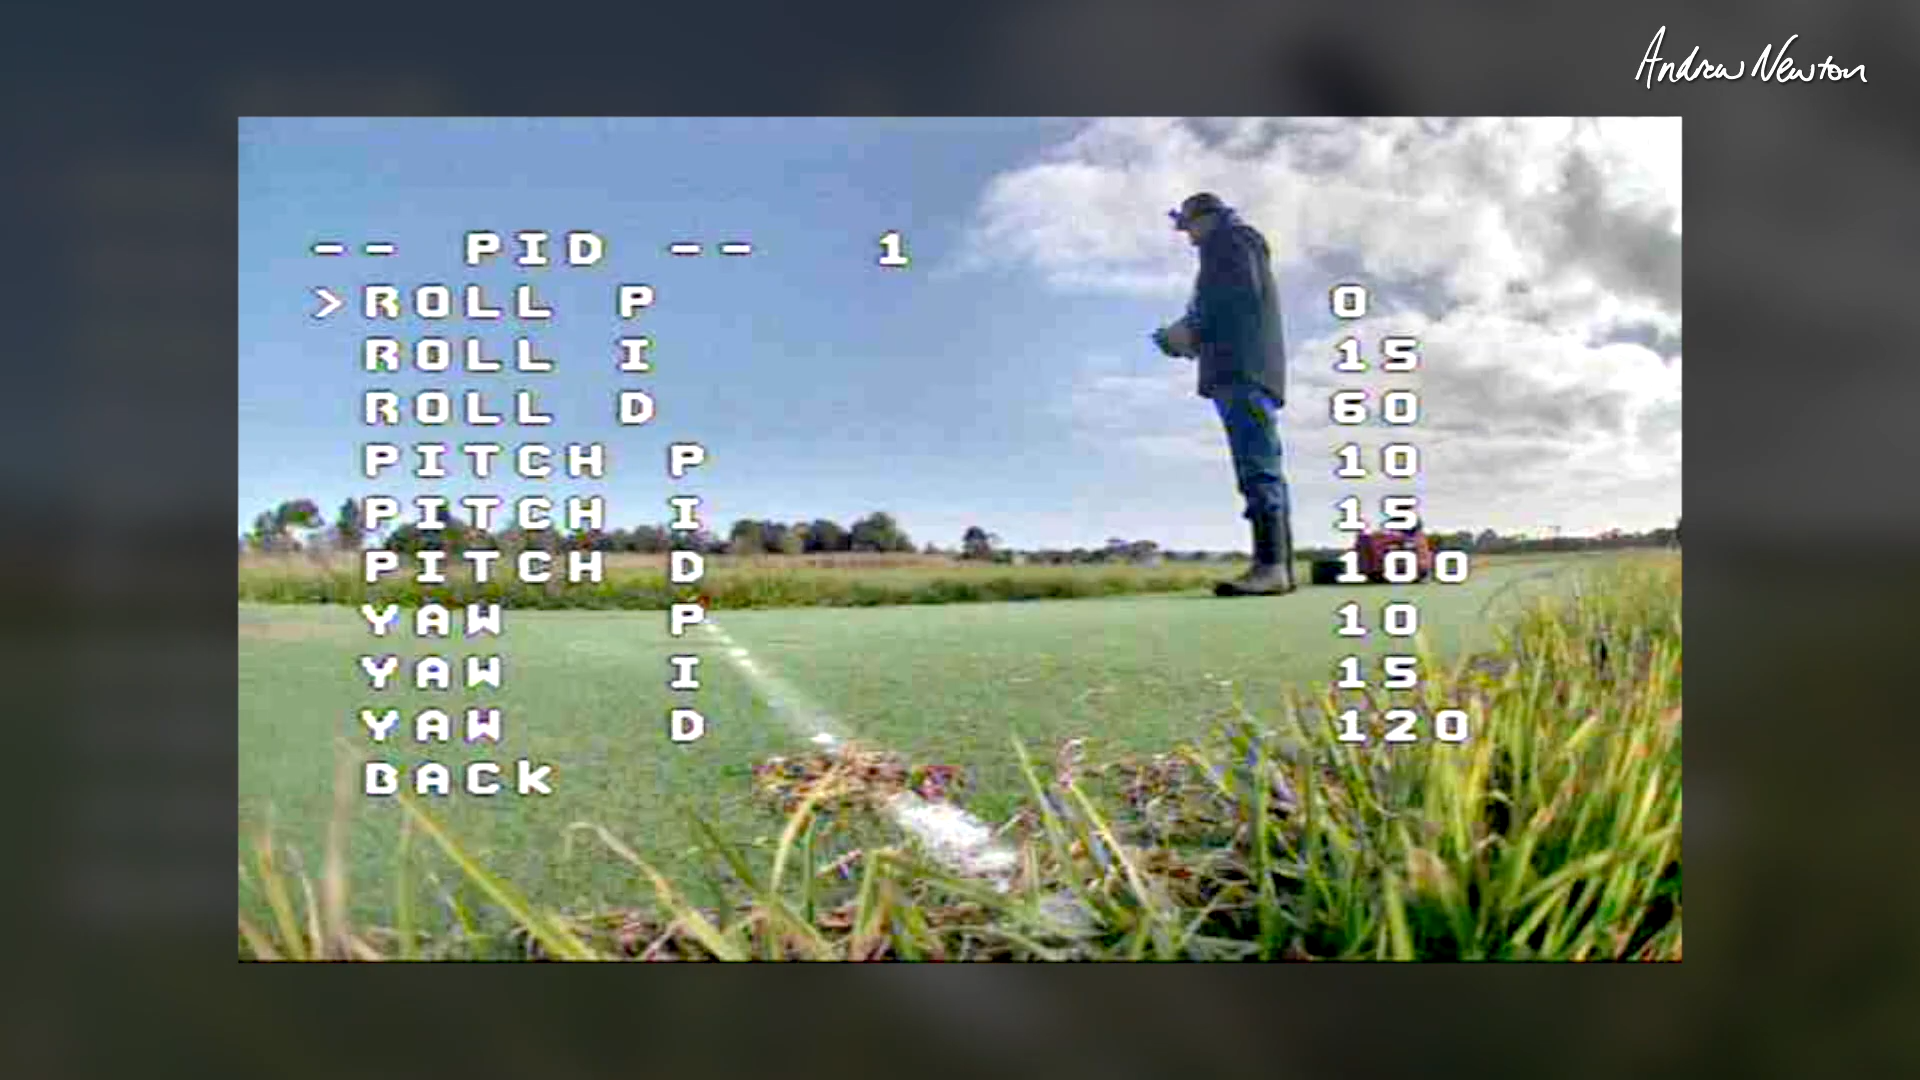 Andrew Newton
-- PID -- 1
>ROLL P 0
ROLL I 15
ROLL D 60
PITCH P 10
PITCH I 15
PITCH D 100
YAW P 10
YAW I 15
YAW D 120
BACK